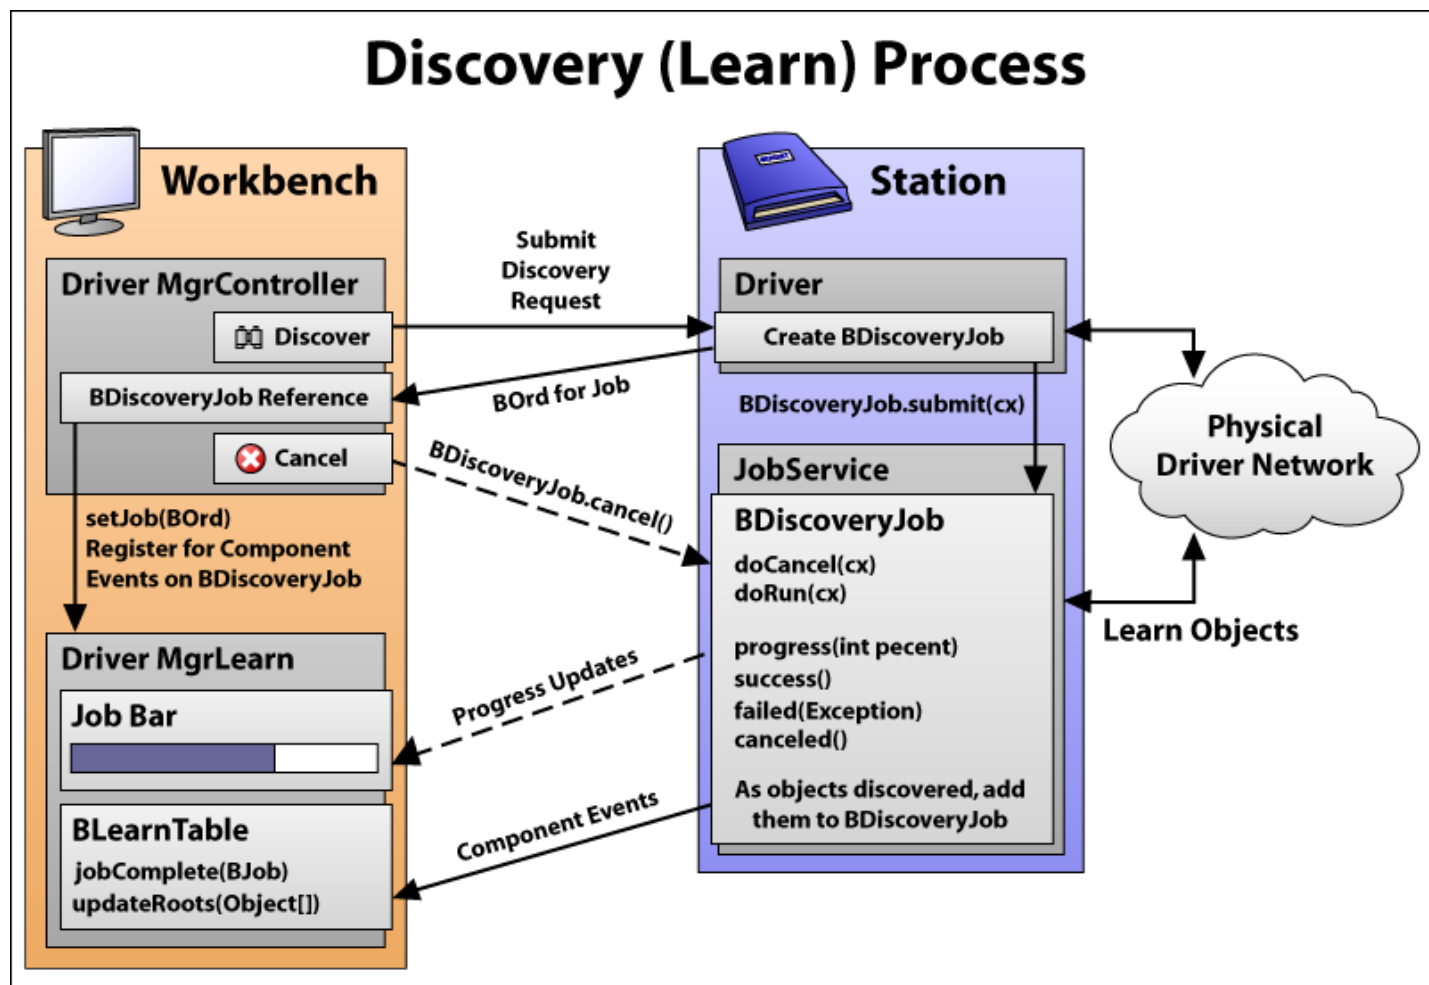 Discovery (Learn) Process
Workbench
Driver MgrController
Discover
BDiscoveryJob Reference
Cancel
setJob(BOrd)
Register for Component
Events on BDiscoveryJob
Driver MgrLearn
Job Bar
BLearnTable
jobComplete(BJob)
updateRoots(Object[])
Submit
Discovery
Request
BOrd for Job
BDiscoveryJob.cancel()
Progress Updates
Component Events
Station
Driver
Create BDiscoveryJob
BDiscoveryJob.submit(cx)
JobService
BDiscoveryJob
doCancel(cx)
doRun(cx)
progress(int pecent)
success()
failed(Exception)
canceled()
As objects discovered, add
them to BDiscoveryJob
Physical
Driver Network
Learn Objects